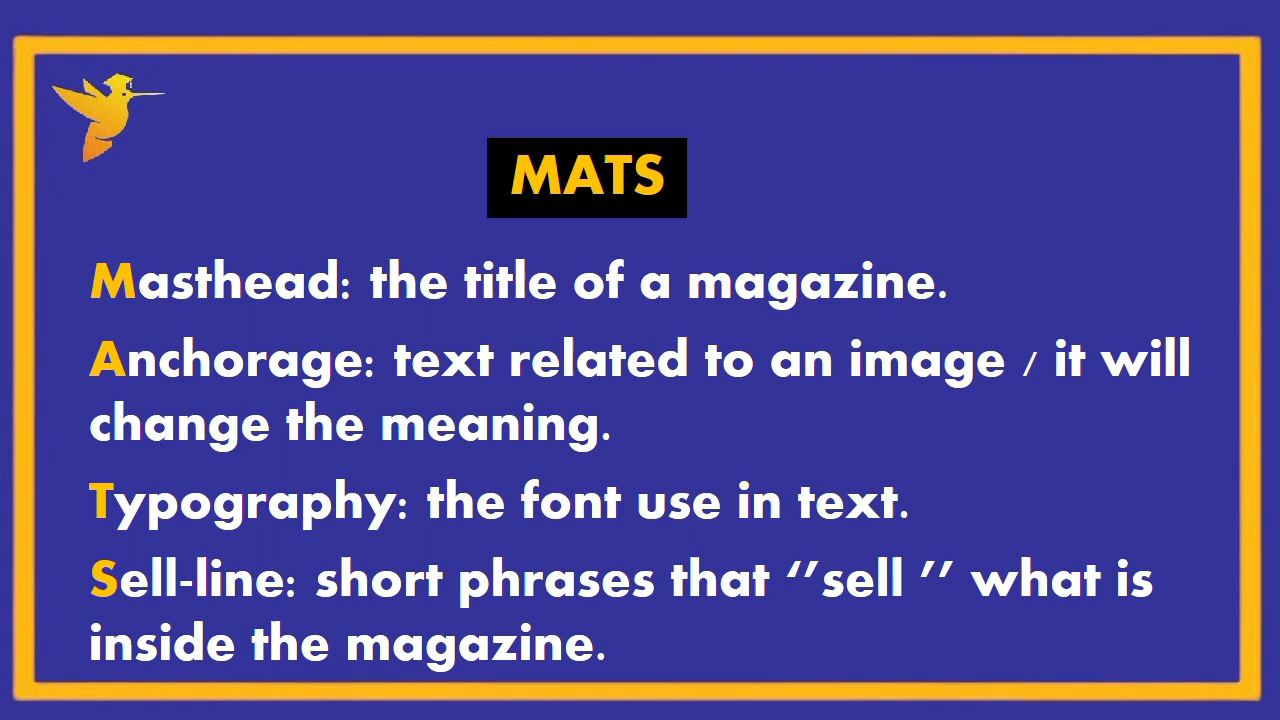 MATS
Masthead: the title of a magazine.
Anchorage: text related to an image / it will
change the meaning.
Typography: the font use in text.
Sell-line: short phrases that ‘’sell ’’ what is
inside the magazine.